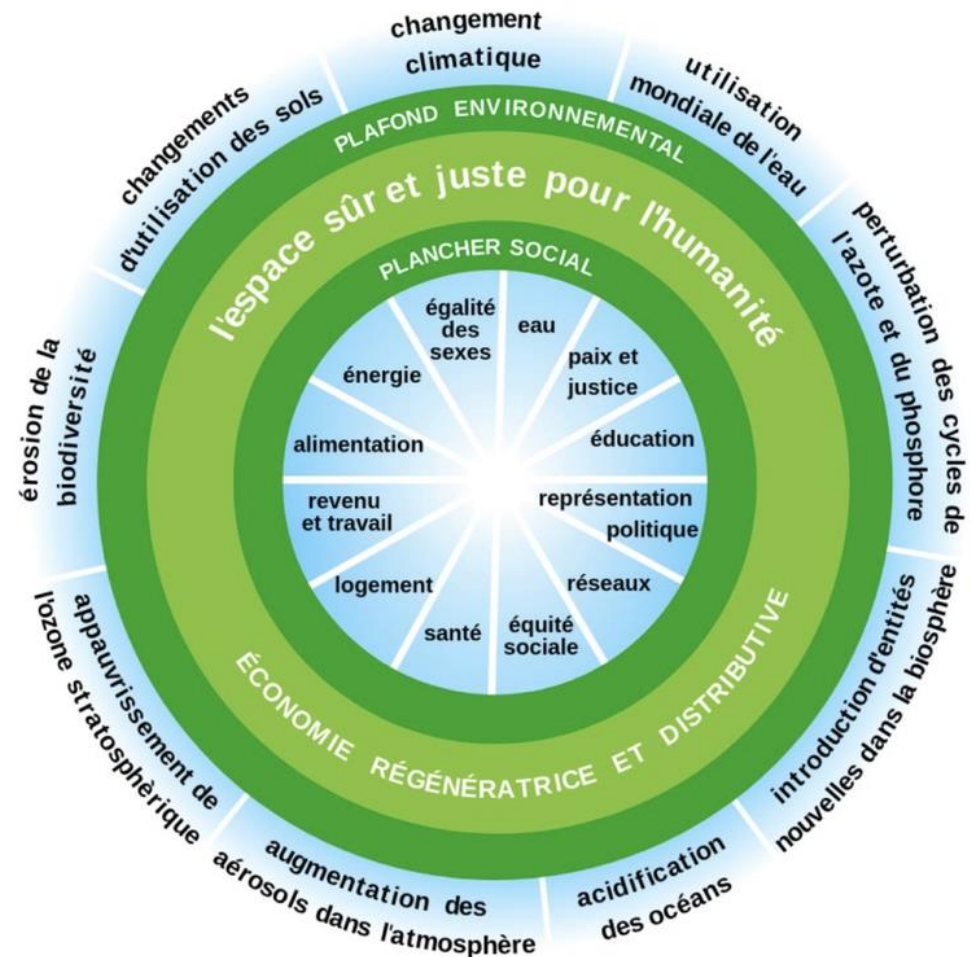 changement
climatique
utilisation
mondiale de l'eau
perturbation des cycles de
l'azote et du phosphore
introduction d'entités
nouvelles dans la biosphère
acidification
des océans
augmentation des
aérosols dans l'atmosphère
appauvrissement de
l'ozone stratosphèrique
érosion de la
biodiversité
changements
d'utilisation des sols
PLAFOND ENVIRONNEMENTAL
l'espace sûr et juste pour l'humanité
PLANCHER SOCIAL
égalité
des
sexes
eau
paix et
justice
éducation
représentation
politique
réseaux
équité
sociale
santé
logement
revenu
et travail
alimentation
énergie
ÉCONOMIE RÉGÉNÉRATRICE ET DISTRIBUTIVE